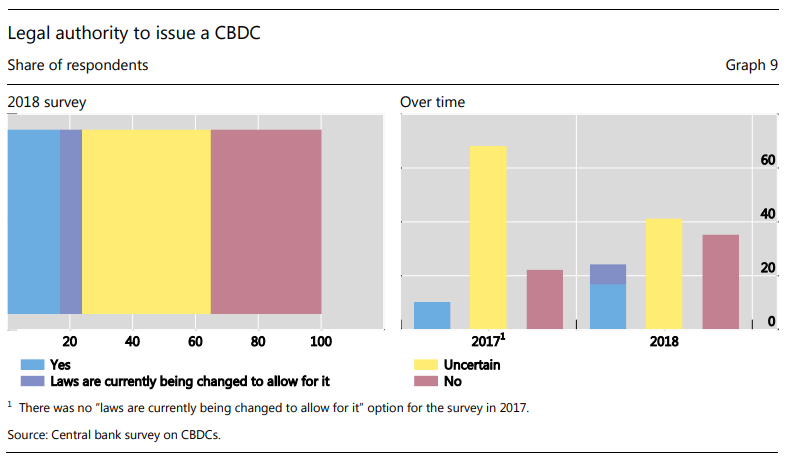 Legal authority to issue a CBDC
Share of respondents Graph 9
2018 survey
20 40 60 80 100
Over time
60
40
20
0
2017¹ 2018
Yes
Laws are currently being changed to allow for it
Uncertain
No
¹ There was no “laws are currently being changed to allow for it” option for the survey in 2017.
Source: Central bank survey on CBDCs.